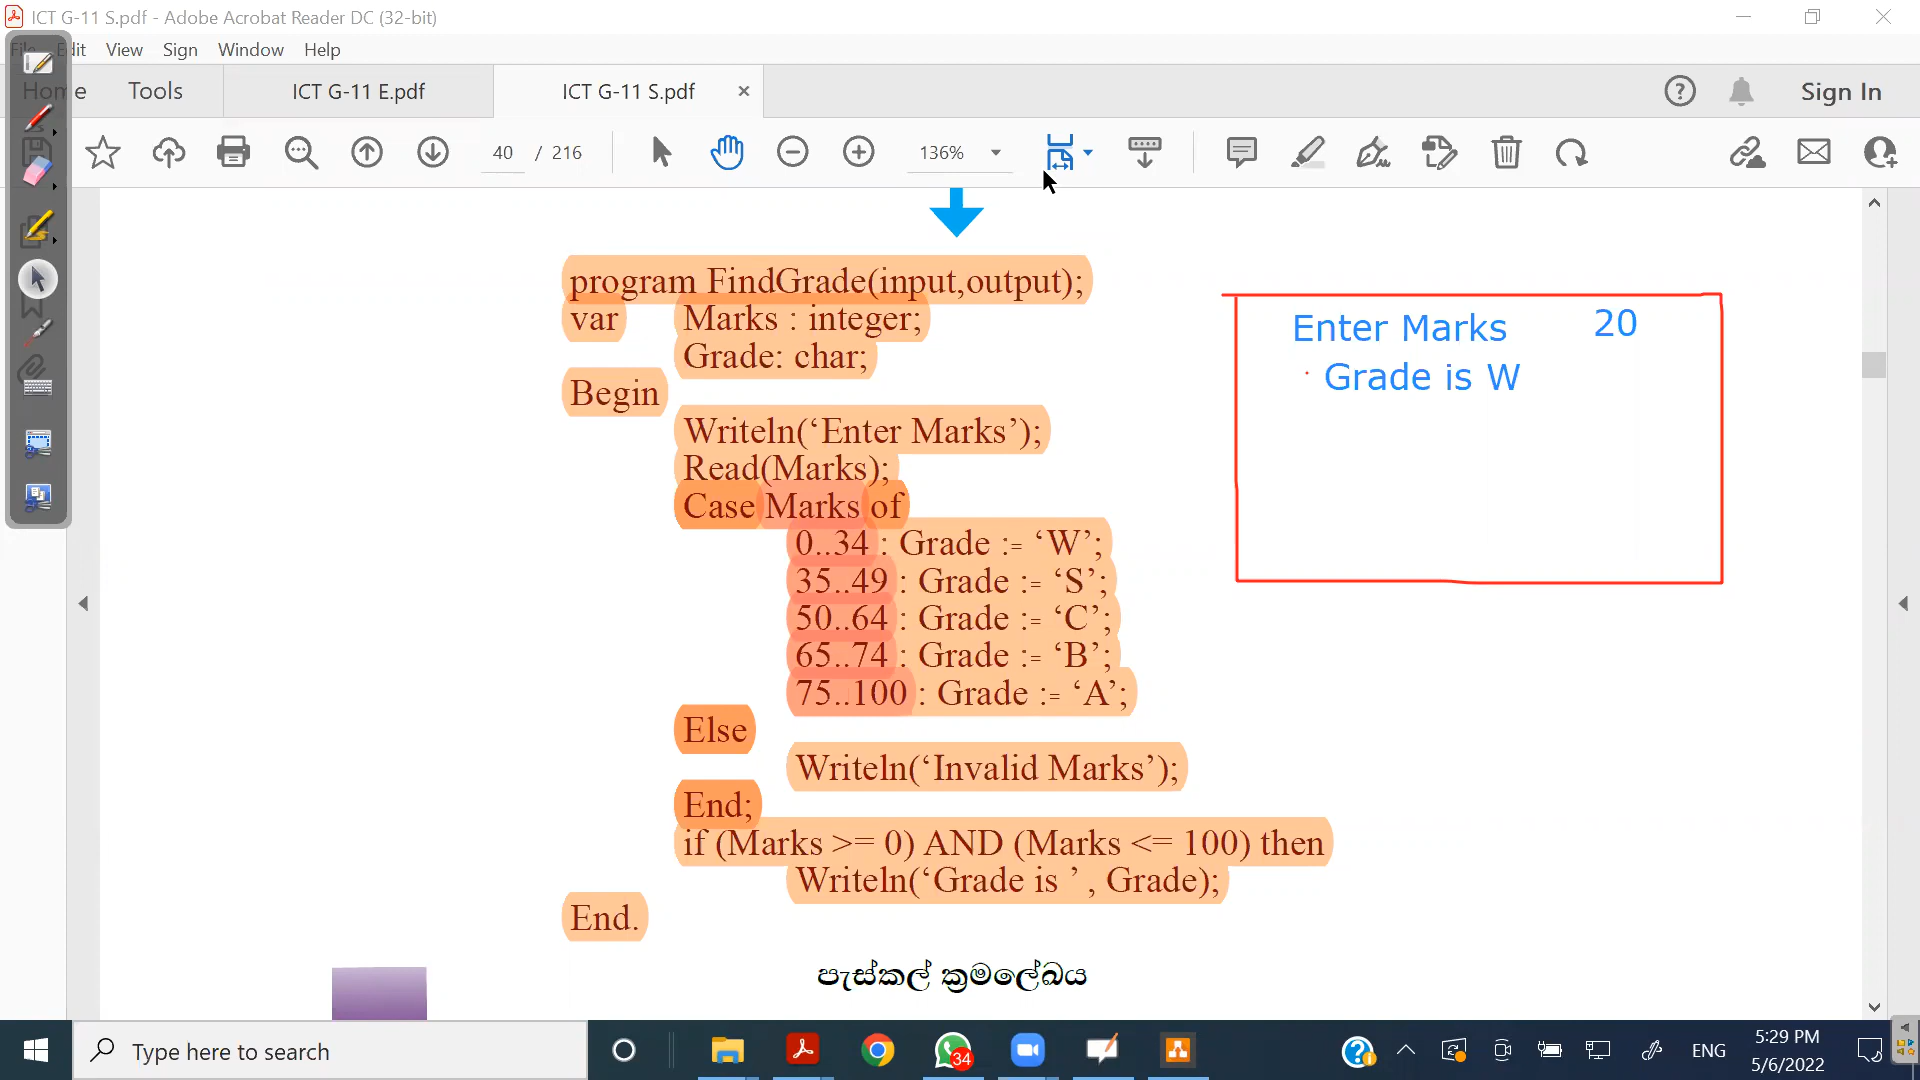 ICT G-11 S.pdf - Adobe Acrobat Reader DC (32-bit)
File Edit View Sign Window Help
Home Tools ICT G-11 E.pdf ICT G-11 S.pdf × Sign In
40 / 216 136%
program FindGrade(input,output);
var Marks : integer;
Grade: char;
Begin
Writeln(‘Enter Marks’);
Read(Marks);
Case Marks of
0..34 : Grade := ‘W’;
35..49 : Grade := ‘S’;
50..64 : Grade := ‘C’;
65..74 : Grade := ‘B’;
75..100 : Grade := ‘A’;
Else
Writeln(‘Invalid Marks’);
End;
if (Marks >= 0) AND (Marks <= 100) then
Writeln(‘Grade is ’ , Grade);
End.
පැස්කල් ක්‍රමලේඛය
Enter Marks 20
Grade is W
Type here to search
34
ENG
5:29 PM
5/6/2022